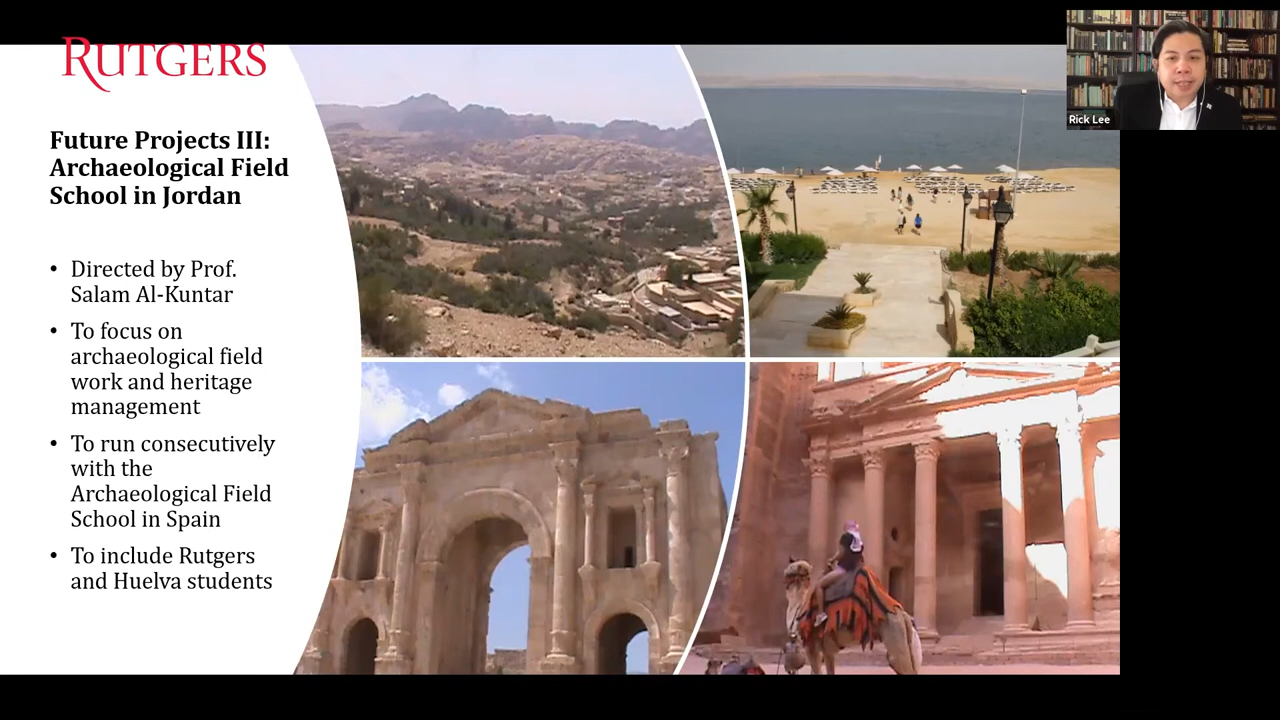 RUTGERS
Rick Lee
Future Projects III:
Archaeological Field
School in Jordan
• Directed by Prof.
Salam Al-Kuntar
• To focus on
archaeological field
work and heritage
management
• To run consecutively
with the
Archaeological Field
School in Spain
• To include Rutgers
and Huelva students